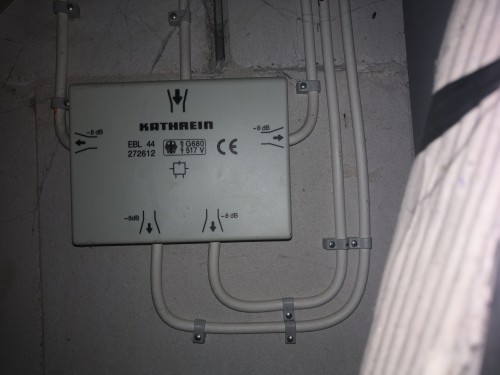 KATHREIN
-8 dB
EBL 44
272612
G680
517 V
CE
-8 dB
-8dB
-8 dB